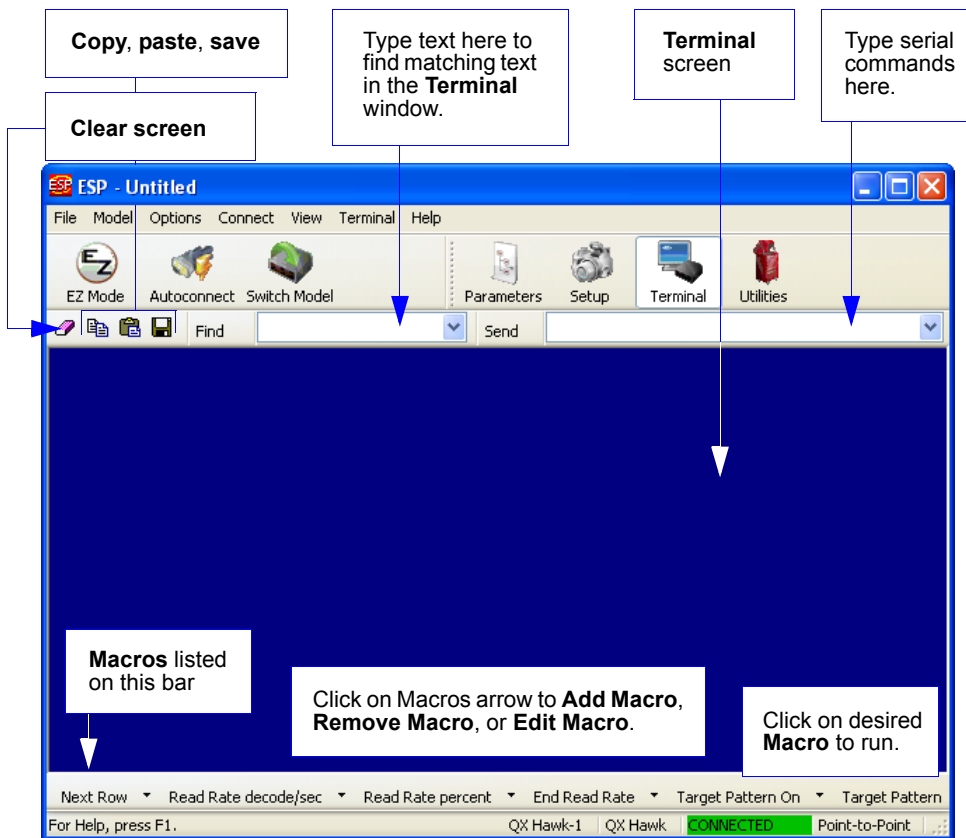 Copy, paste, save
Clear screen
Type text here to
find matching text
in the Terminal
window.
Terminal
screen
Type serial
commands
here.
ESP - Untitled
File Model Options Connect View Terminal Help
EZ
EZ Mode Autoconnect Switch Model Parameters Setup Terminal Utilities
Find Send
Macros listed
on this bar
Click on Macros arrow to Add Macro,
Remove Macro, or Edit Macro.
Click on desired
Macro to run.
Next Row Read Rate decode/sec Read Rate percent End Read Rate Target Pattern On Target Pattern
For Help, press F1. QX Hawk-1 QX Hawk CONNECTED Point-to-Point